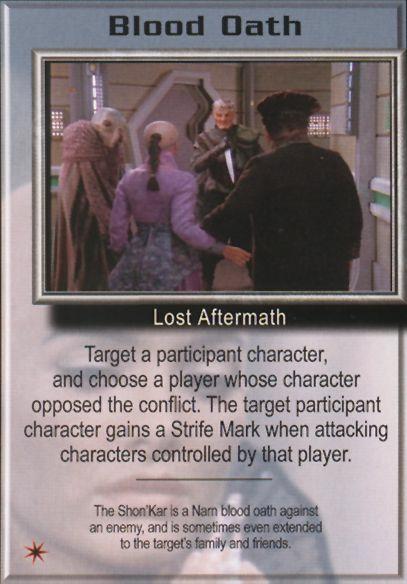 Blood Oath
Lost Aftermath
Target a participant character,
and choose a player whose character
opposed the conflict. The target participant
character gains a Strife Mark when attacking
characters controlled by that player.
The Shon'Kar is a Narn blood oath against
an enemy, and is sometimes even extended
to the target's family and friends.